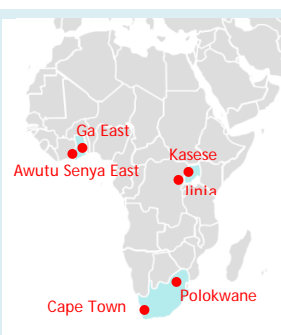 Ga East
Kasese
Awutu Senya East
Jinja
Polokwane
Cape Town